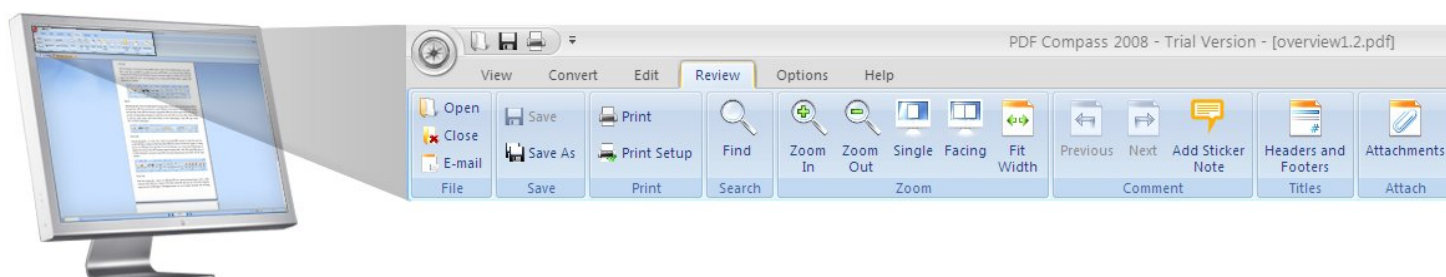 PDF Compass 2008 - Trial Version - [overview1.2.pdf]
View Convert Edit Review Options Help
Open Save Print Find Zoom In Zoom Out Single Facing Fit Width Previous Next Add Sticker Note Headers and Footers Attachments
Close
E-mail Save As Print Setup
File Save Print Search Zoom Comment Titles Attach